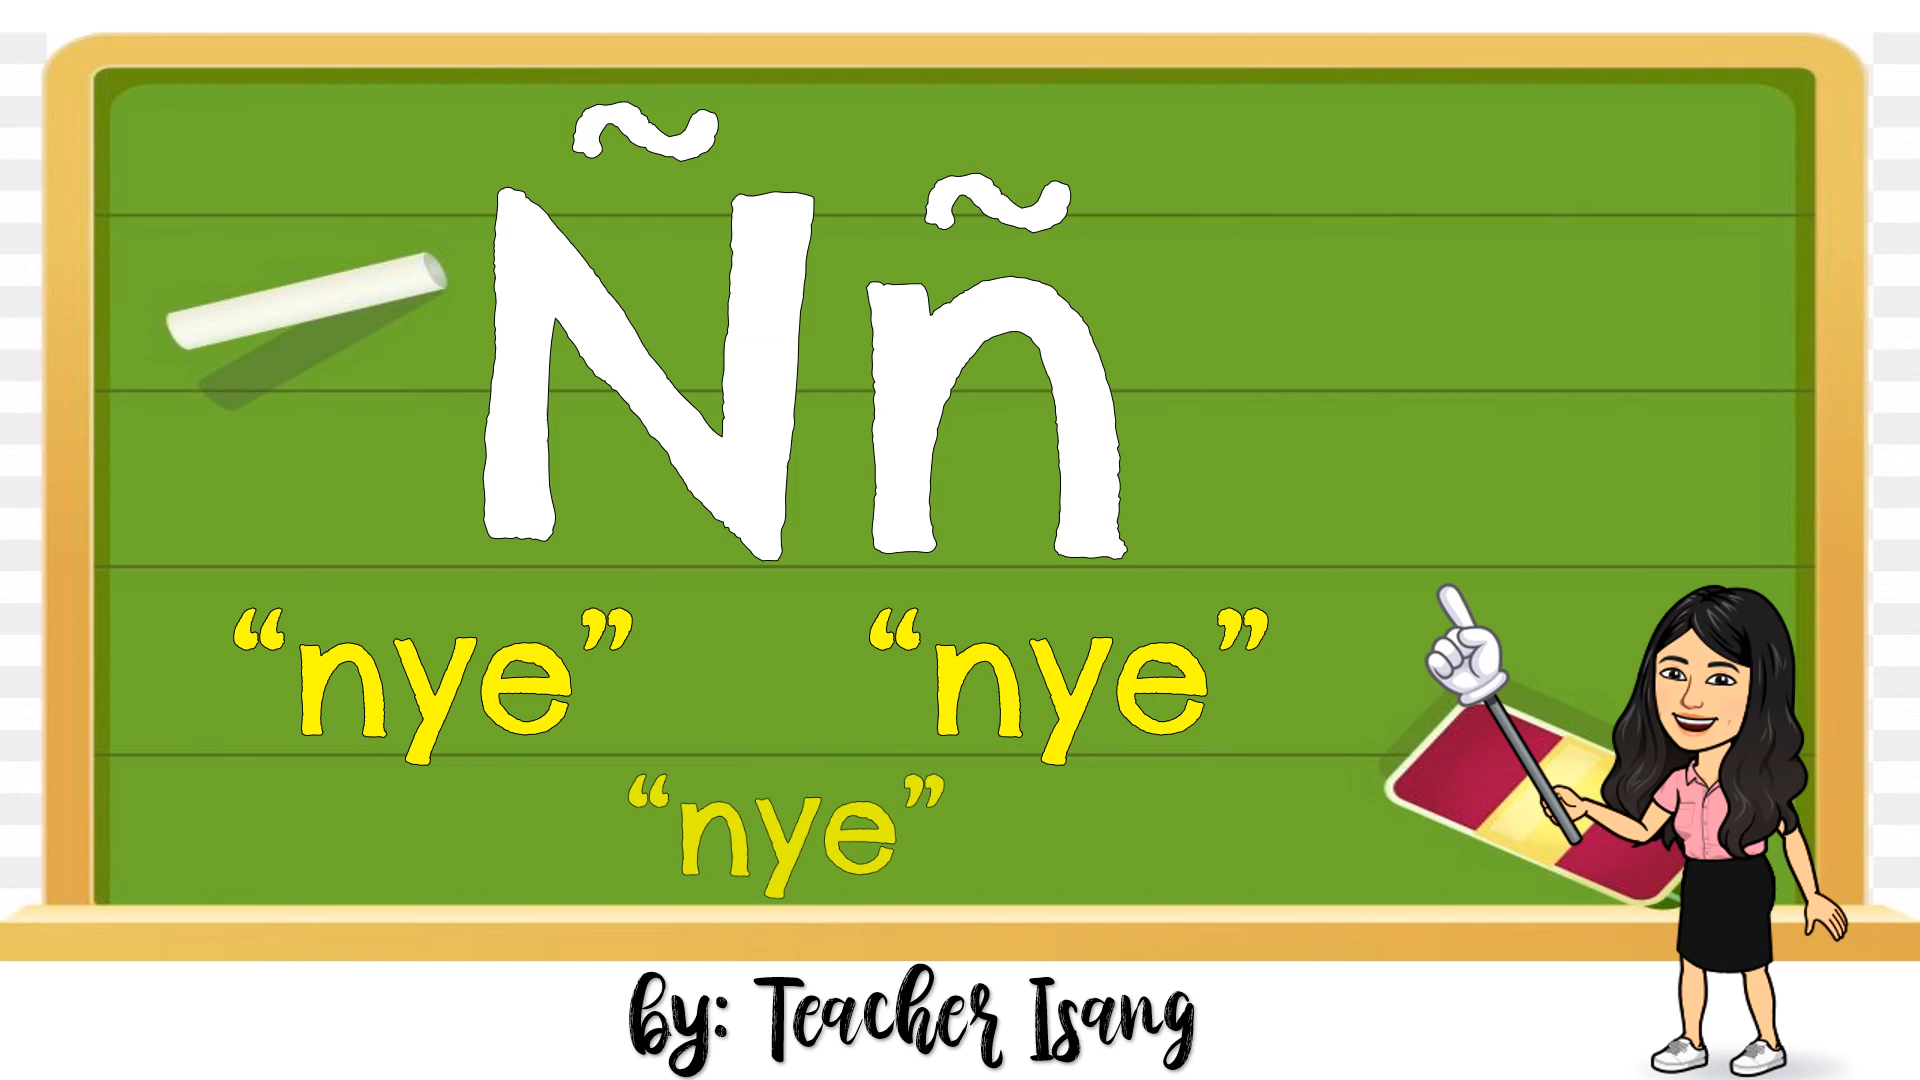 Ññ
“nye” “nye”
“nye”
by: Teacher Isang